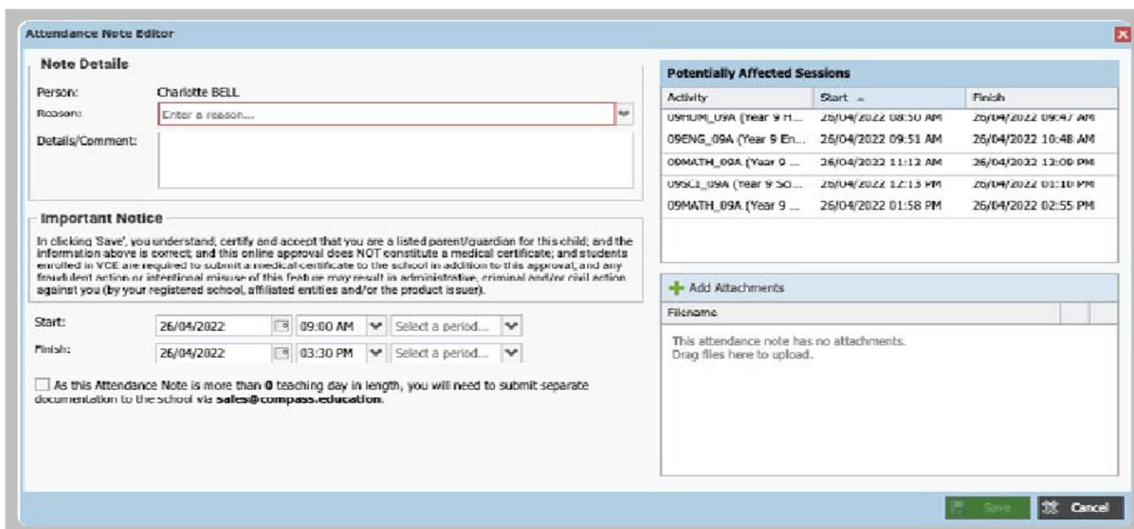 Attendance Note Editor
Note Details
Person: Charlotte BELL
Reason: Enter a reason...
Details/Comment:
Important Notice
In clicking 'Save', you understand, certify and accept that you are a listed parent/guardian for this child; and the
information above is correct; and this online approval does NOT constitute a medical certificate; and students
enrolled in VCE are required to submit a medical certificate to the school in addition to this approval, and any
fraudulent action or intentional misuse of this feature may result in administrative, criminal and/or civil action
against you (by your registered school, affiliated entities and/or the product issuer).
Start: 26/04/2022 09:00 AM Select a period...
Finish: 26/04/2022 03:30 PM Select a period...
As this Attendance Note is more than 0 teaching day in length, you will need to submit separate
documentation to the school via sales@compass.education.
Potentially Affected Sessions
Activity Start Finish
09HUM_09A (Year 9 H... 26/04/2022 08:50 AM 26/04/2022 09:47 AM
09ENG_09A (Year 9 En... 26/04/2022 09:51 AM 26/04/2022 10:48 AM
09MATH_09A (Year 9 ... 26/04/2022 11:12 AM 26/04/2022 12:09 PM
09SCI_09A (Year 9 Sci... 26/04/2022 12:13 PM 26/04/2022 01:10 PM
09MATH_09A (Year 9 ... 26/04/2022 01:58 PM 26/04/2022 02:55 PM
Add Attachments
Filename
This attendance note has no attachments.
Drag files here to upload.
Save Cancel